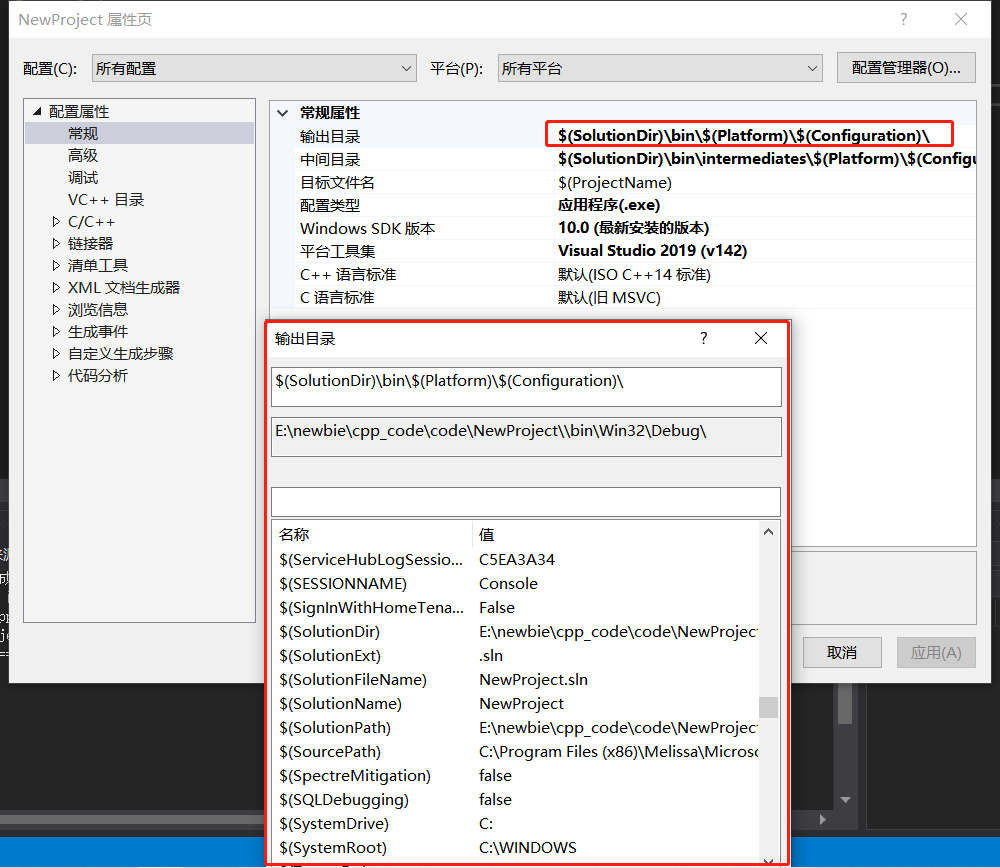 NewProject 属性页
配置(C):
所有配置
平台(P):
所有平台
配置管理器(O)...
配置属性
常规
高级
调试
VC++ 目录
C/C++
链接器
清单工具
XML 文档生成器
浏览信息
生成事件
自定义生成步骤
代码分析
常规属性
输出目录 $(SolutionDir)\bin\$(Platform)\$(Configuration)\
中间目录 $(SolutionDir)\bin\intermediates\$(Platform)\$(Configu
目标文件名 $(ProjectName)
配置类型 应用程序(.exe)
Windows SDK 版本 10.0 (最新安装的版本)
平台工具集 Visual Studio 2019 (v142)
C++ 语言标准 默认(ISO C++14 标准)
C 语言标准 默认(旧 MSVC)
输出目录
$(SolutionDir)\bin\$(Platform)\$(Configuration)\
E:\newbie\cpp_code\code\NewProject\\bin\Win32\Debug\
名称 值
$(ServiceHubLogSessio... C5EA3A34
$(SESSIONNAME) Console
$(SignInWithHomeTena... False
$(SolutionDir) E:\newbie\cpp_code\code\NewProject
$(SolutionExt) .sln
$(SolutionFileName) NewProject.sln
$(SolutionName) NewProject
$(SolutionPath) E:\newbie\cpp_code\code\NewProject
$(SourcePath) C:\Program Files (x86)\Melissa\Microso
$(SpectreMitigation) false
$(SQLDebugging) false
$(SystemDrive) C:
$(SystemRoot) C:\WINDOWS
取消
应用(A)